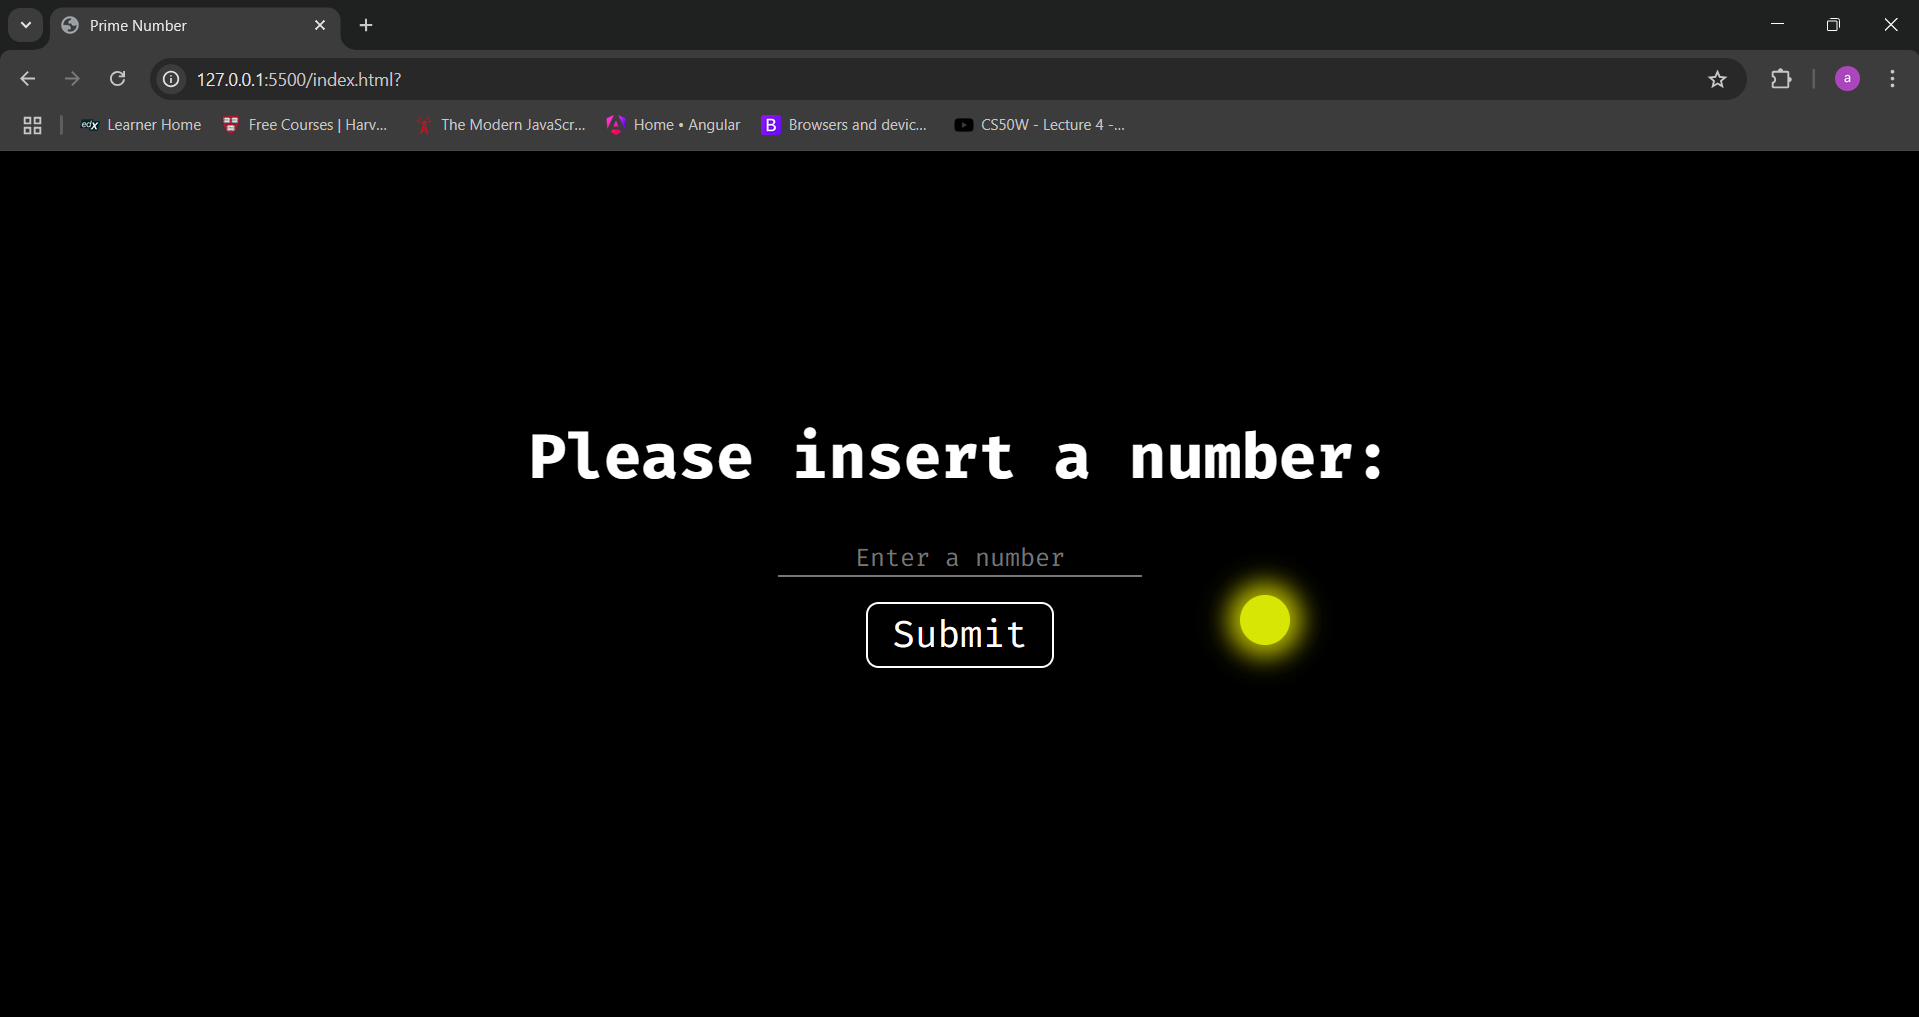 Prime Number
127.0.0.1:5500/index.html?
a
edX Learner Home Free Courses | Harv... The Modern JavaScr... Home • Angular B Browsers and devic... CS50W - Lecture 4 -...
Please insert a number:
Enter a number
Submit